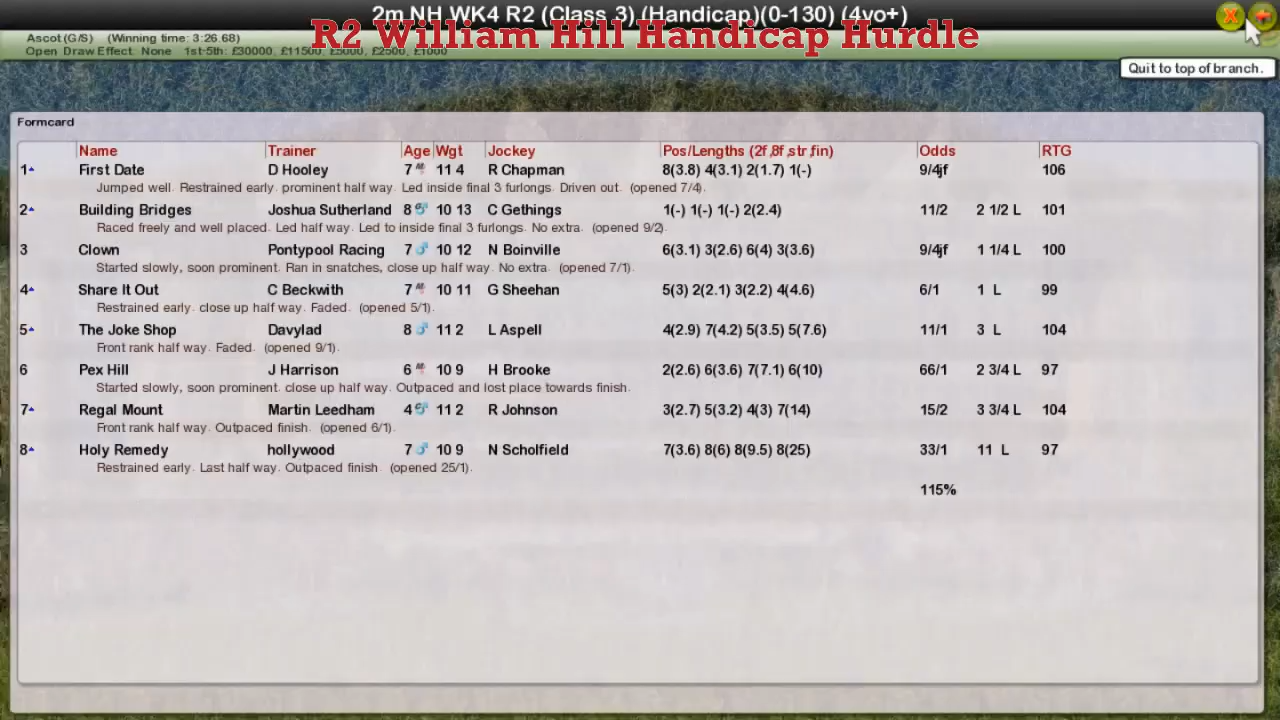 2m NH WK4 R2 (Class 3) (Handicap)(0-130) (4yo+)
R2 William Hill Handicap Hurdle
Ascot (G/S) (Winning time: 3:26.68)
Open Draw Effect. None 1st-5th: £30000, £11500, £5000, £2500, £1000
Quit to top of branch.
Formcard
Name Trainer Age Wgt Jockey Pos/Lengths (2f,8f,str,fin) Odds RTG
1 First Date D Hooley 7 11 4 R Chapman 8(3.8) 4(3.1) 2(1.7) 1(-) 9/4jf 106
Jumped well. Restrained early. prominent half way. Led inside final 3 furlongs. Driven out. (opened 7/4).
2 Building Bridges Joshua Sutherland 8 10 13 C Gethings 1(-) 1(-) 1(-) 2(2.4) 11/2 2 1/2 L 101
Raced freely and well placed. Led half way. Led to inside final 3 furlongs. No extra. (opened 9/2).
3 Clown Pontypool Racing 7 10 12 N Boinville 6(3.1) 3(2.6) 6(4) 3(3.6) 9/4jf 1 1/4 L 100
Started slowly, soon prominent. Ran in snatches, close up half way. No extra. (opened 7/1).
4 Share It Out C Beckwith 7 10 11 G Sheehan 5(3) 2(2.1) 3(2.2) 4(4.6) 6/1 1 L 99
Restrained early. close up half way. Faded. (opened 5/1).
5 The Joke Shop Davylad 8 11 2 L Aspell 4(2.9) 7(4.2) 5(3.5) 5(7.6) 11/1 3 L 104
Front rank half way. Faded. (opened 9/1).
6 Pex Hill J Harrison 6 10 9 H Brooke 2(2.6) 6(3.6) 7(7.1) 6(10) 66/1 2 3/4 L 97
Started slowly, soon prominent. close up half way. Outpaced and lost place towards finish.
7 Regal Mount Martin Leedham 4 11 2 R Johnson 3(2.7) 5(3.2) 4(3) 7(14) 15/2 3 3/4 L 104
Front rank half way. Outpaced finish. (opened 6/1).
8 Holy Remedy hollywood 7 10 9 N Scholfield 7(3.6) 8(6) 8(9.5) 8(25) 33/1 11 L 97
Restrained early. Last half way. Outpaced finish. (opened 25/1).
115%